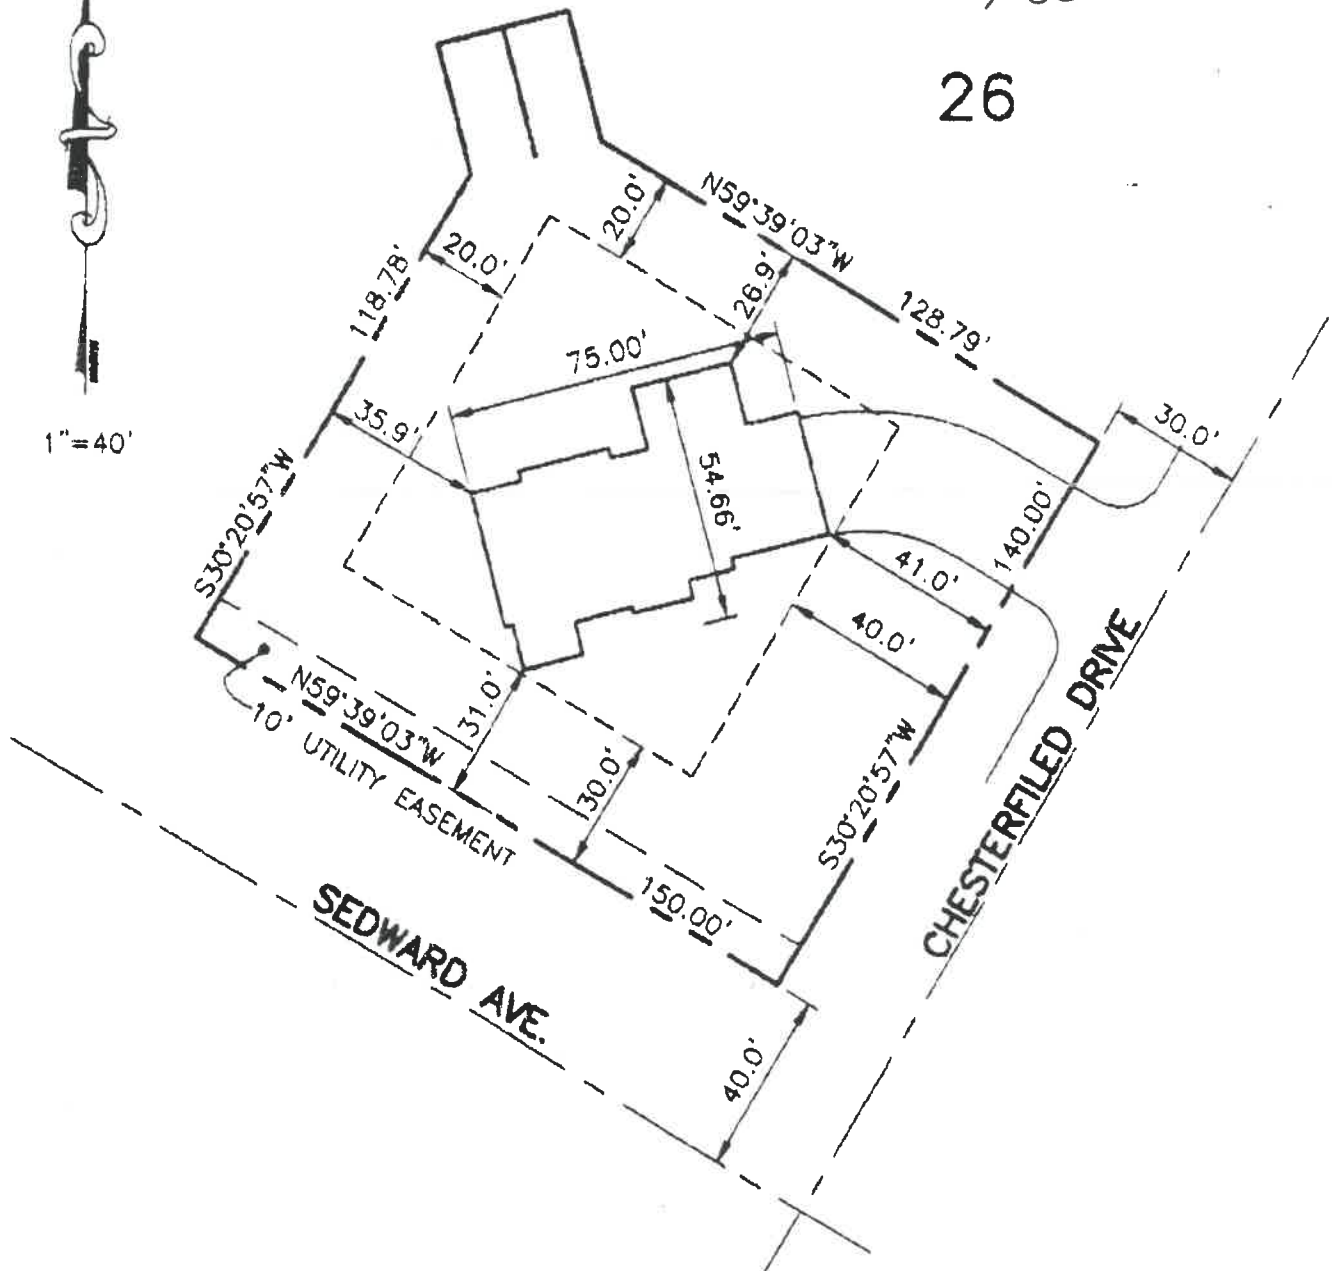 26
1"=40'
N59°39'03"W
128.79'
20.0'
20.0'
26.9'
118.78'
75.00'
35.9'
30.0'
S30°20'57"W
54.66'
140.00'
41.0'
40.0'
N59°39'03"W
31.0'
10' UTILITY EASEMENT
30.0'
S30°20'57"W
CHESTERFILED DRIVE
150.00'
SEDWARD AVE.
40.0'